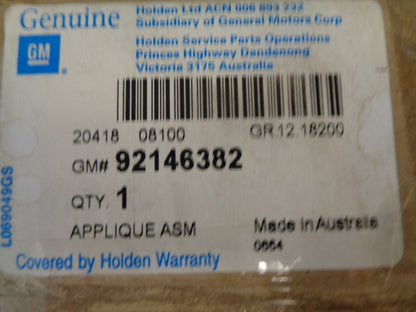 Genuine
GM
Holden Ltd ACN 006 893 232
Subsidiary of General Motors Corp
Holden Service Parts Operations
Princes Highway Dandenong
Victoria 3175 Australia
20418 08100 GR.12.18200
GM# 92146382
QTY. 1
APPLIQUE ASM Made In Australia
0654
Covered by Holden Warranty
L069049GS